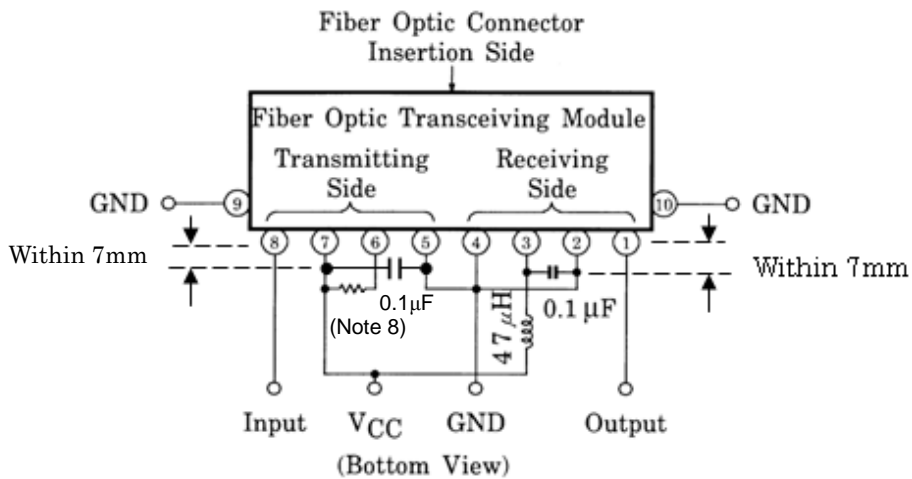 Fiber Optic Connector
Insertion Side
Fiber Optic Transceiving Module
Transmitting
Side
Receiving
Side
GND
9
10
GND
8
7
6
5
4
3
2
1
Within 7mm
Within 7mm
0.1μF
(Note 8)
47μH
0.1μF
Input
VCC
GND
Output
(Bottom View)